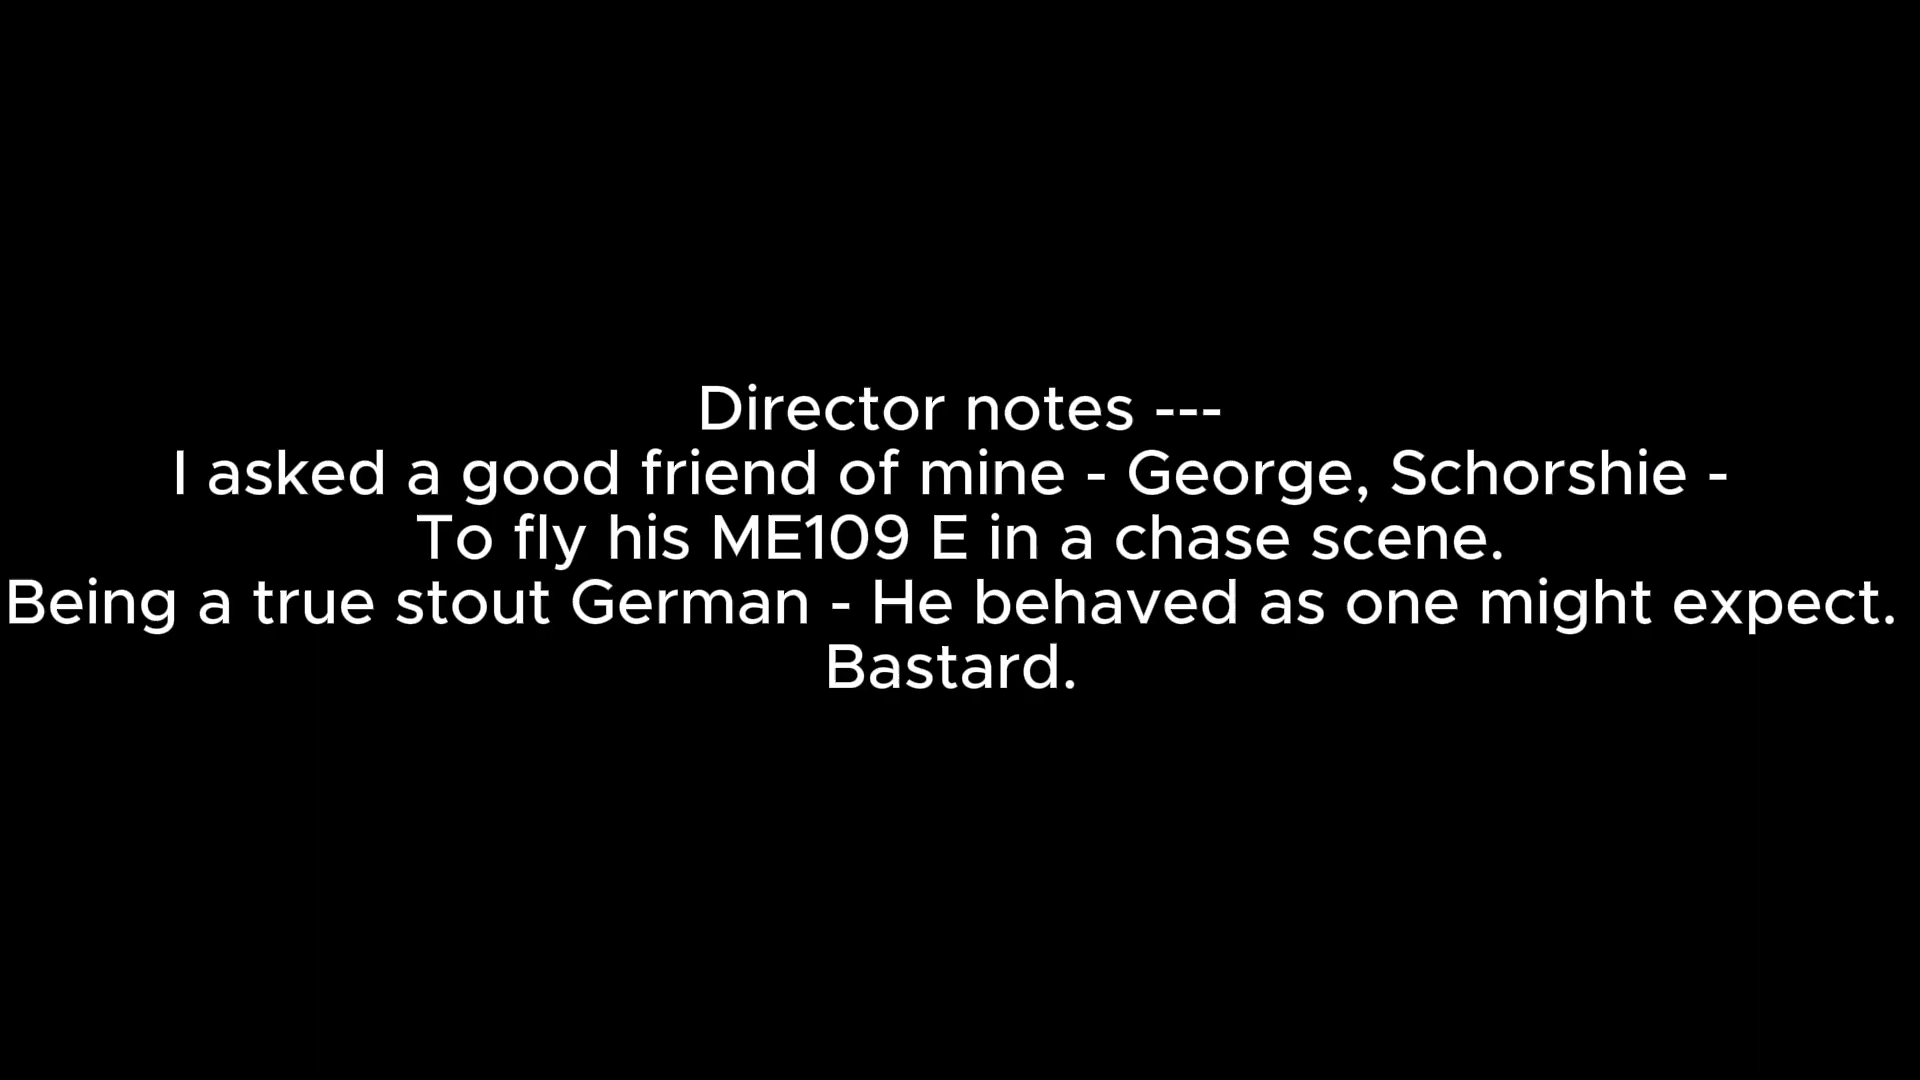 Director notes ---
I asked a good friend of mine - George, Schorshie -
To fly his ME109 E in a chase scene.
Being a true stout German - He behaved as one might expect.
Bastard.